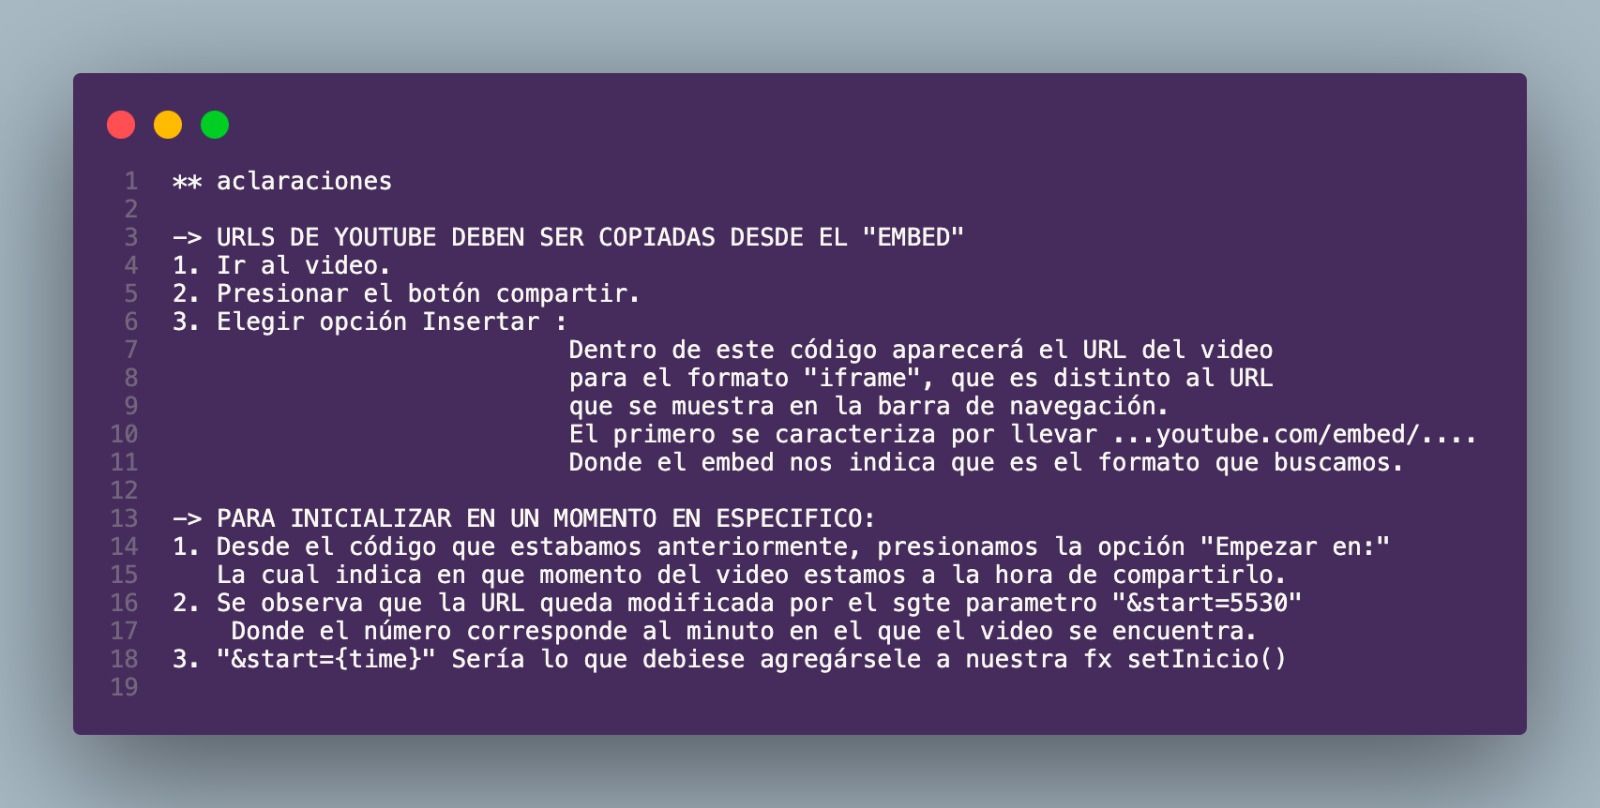 1 ** aclaraciones
2
3 -> URLS DE YOUTUBE DEBEN SER COPIADAS DESDE EL "EMBED"
4 1. Ir al video.
5 2. Presionar el botón compartir.
6 3. Elegir opción Insertar :
7 Dentro de este código aparecerá el URL del video
8 para el formato "iframe", que es distinto al URL
9 que se muestra en la barra de navegación.
10 El primero se caracteriza por llevar ...youtube.com/embed/....
11 Donde el embed nos indica que es el formato que buscamos.
12
13 -> PARA INICIALIZAR EN UN MOMENTO EN ESPECIFICO:
14 1. Desde el código que estabamos anteriormente, presionamos la opción "Empezar en:"
15 La cual indica en que momento del video estamos a la hora de compartirlo.
16 2. Se observa que la URL queda modificada por el sgte parametro "&start=5530"
17 Donde el número corresponde al minuto en el que el video se encuentra.
18 3. "&start={time}" Sería lo que debiese agregársele a nuestra fx setInicio()
19